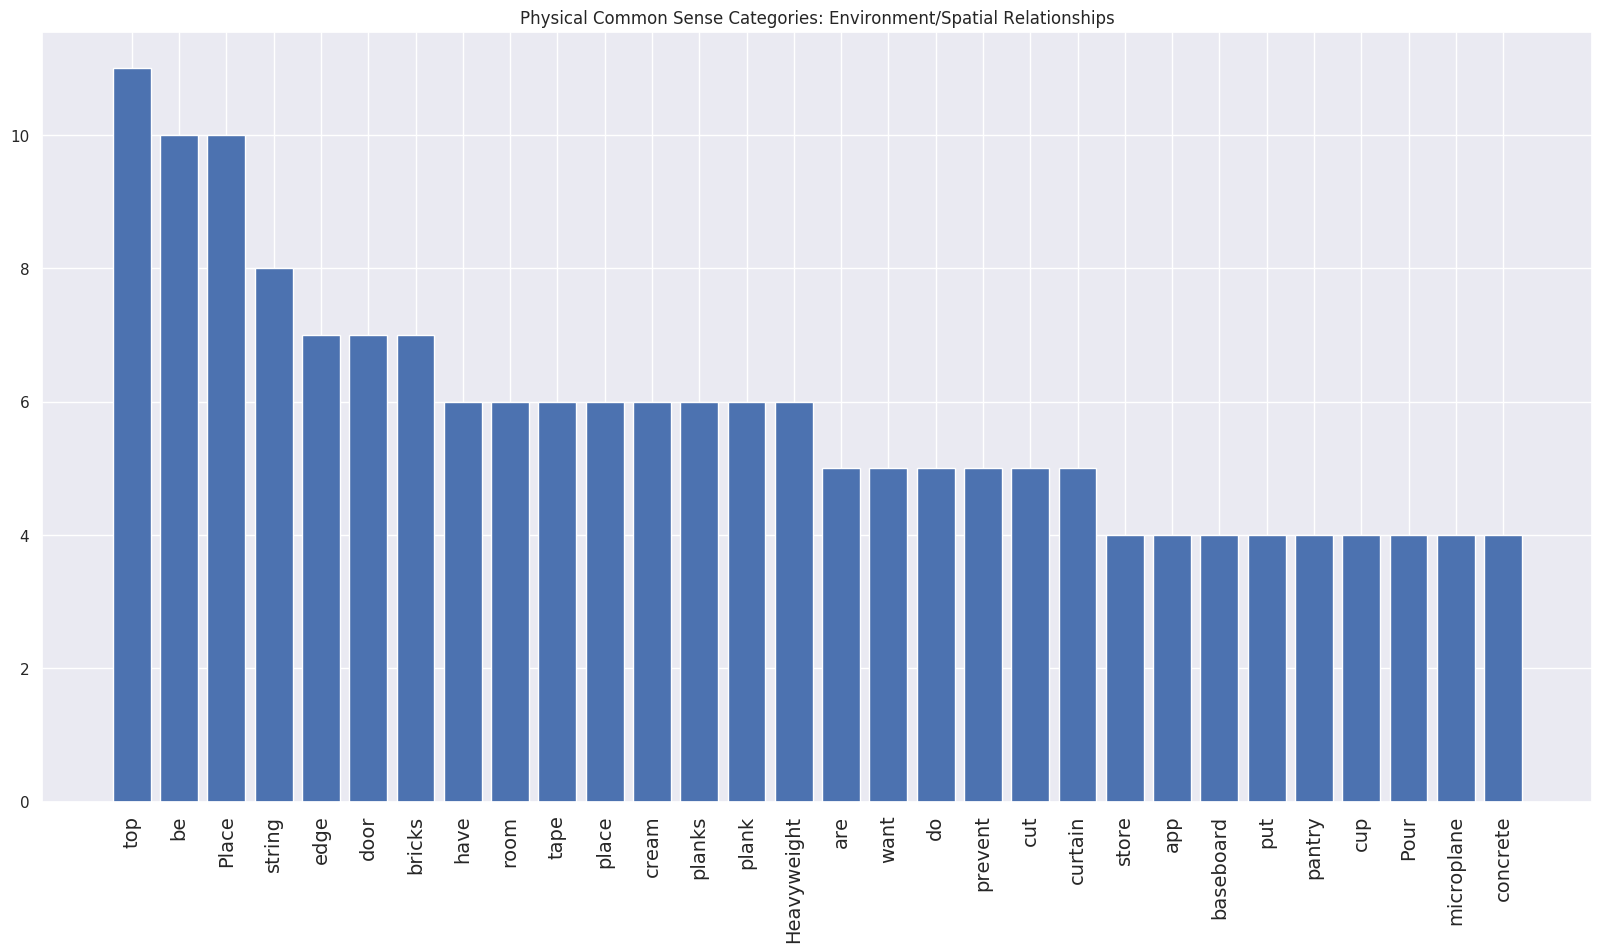 Physical Common Sense Categories: Environment/Spatial Relationships
10
8
6
4
2
0
top
be
Place
string
edge
door
bricks
have
room
tape
place
cream
planks
plank
Heavyweight
are
want
do
prevent
cut
curtain
store
app
baseboard
put
pantry
cup
Pour
microplane
concrete